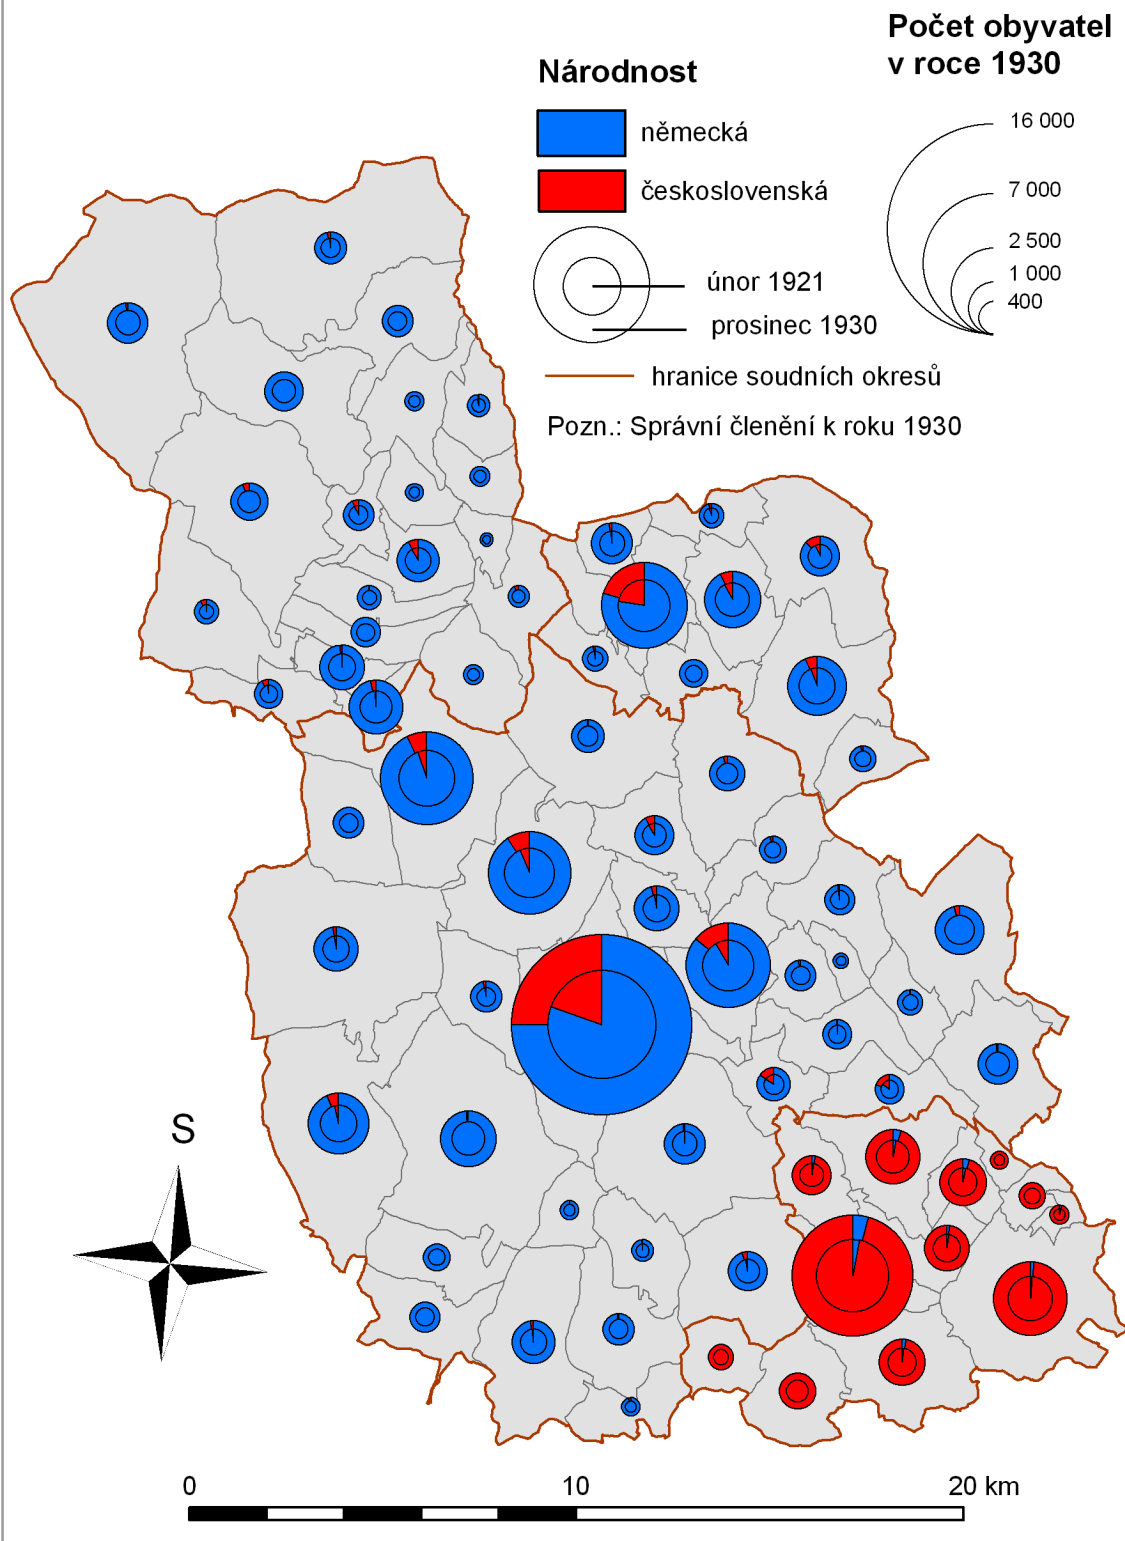 Počet obyvatel
v roce 1930
Národnost
německá
československá
16 000
7 000
2 500
1 000
400
únor 1921
prosinec 1930
hranice soudních okresů
Pozn.: Správní členění k roku 1930
S
0 10 20 km